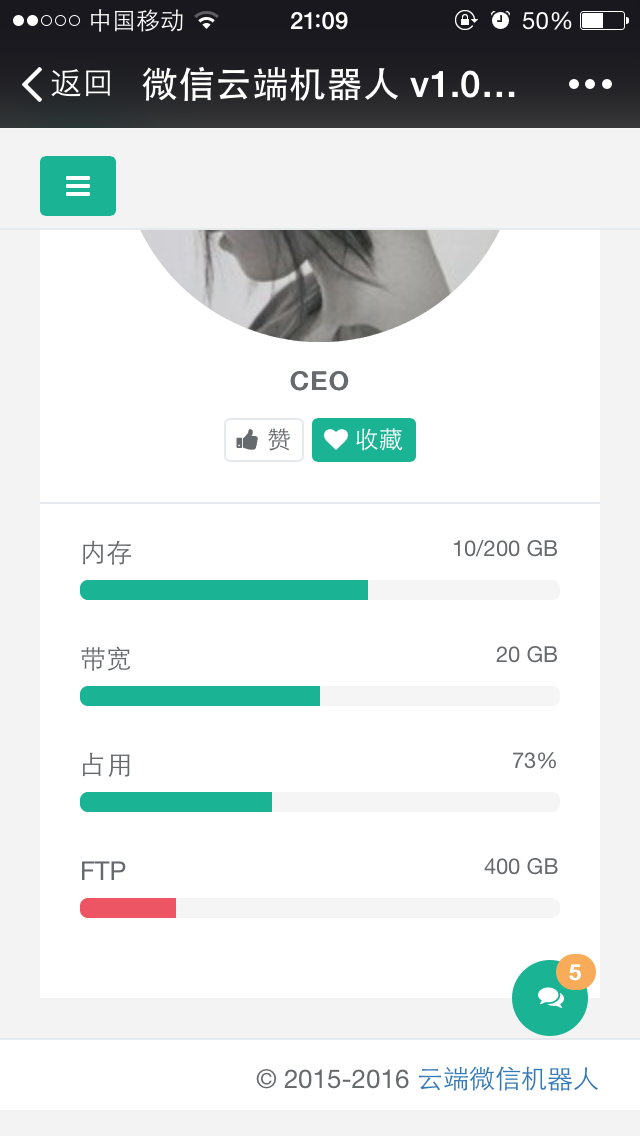 中国移动 21:09 50%
返回 微信云端机器人 v1.0...
CEO
赞 收藏
内存 10/200 GB
带宽 20 GB
占用 73%
FTP 400 GB
5
© 2015-2016 云端微信机器人